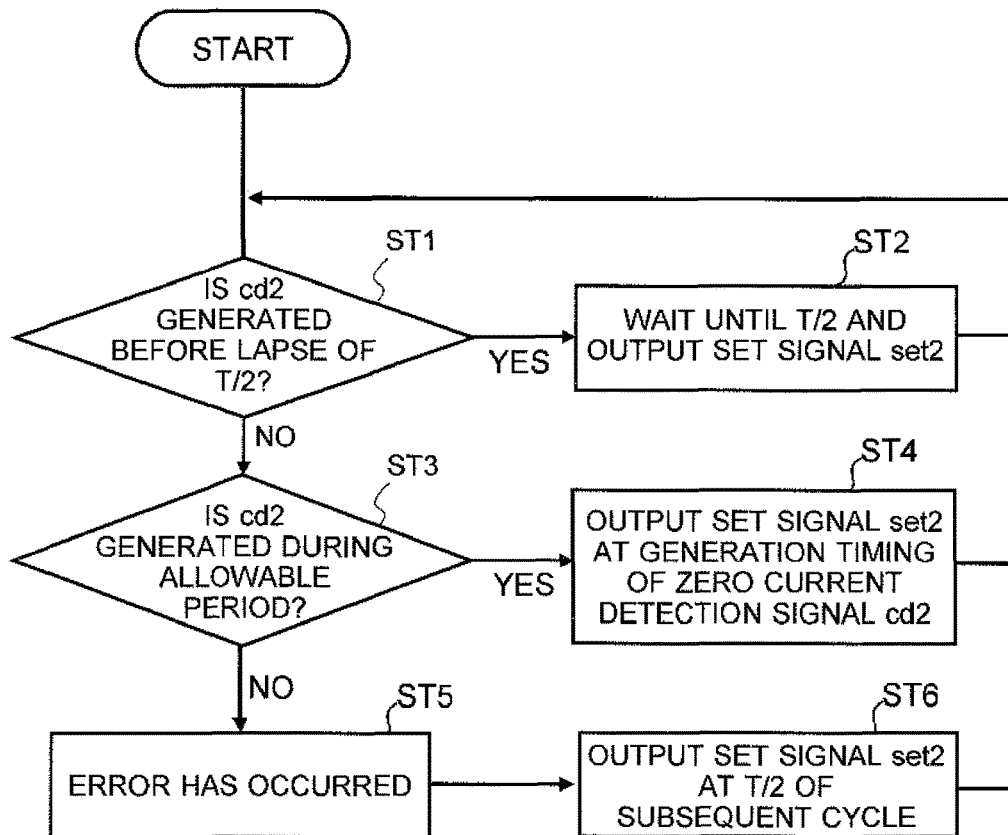 START
ST1
IS cd2
GENERATED
BEFORE LAPSE OF
T/2?
YES
NO
ST2
WAIT UNTIL T/2 AND
OUTPUT SET SIGNAL set2
ST3
IS cd2
GENERATED DURING
ALLOWABLE
PERIOD?
YES
NO
ST4
OUTPUT SET SIGNAL set2
AT GENERATION TIMING
OF ZERO CURRENT
DETECTION SIGNAL cd2
ST5
ERROR HAS OCCURRED
ST6
OUTPUT SET SIGNAL set2
AT T/2 OF
SUBSEQUENT CYCLE